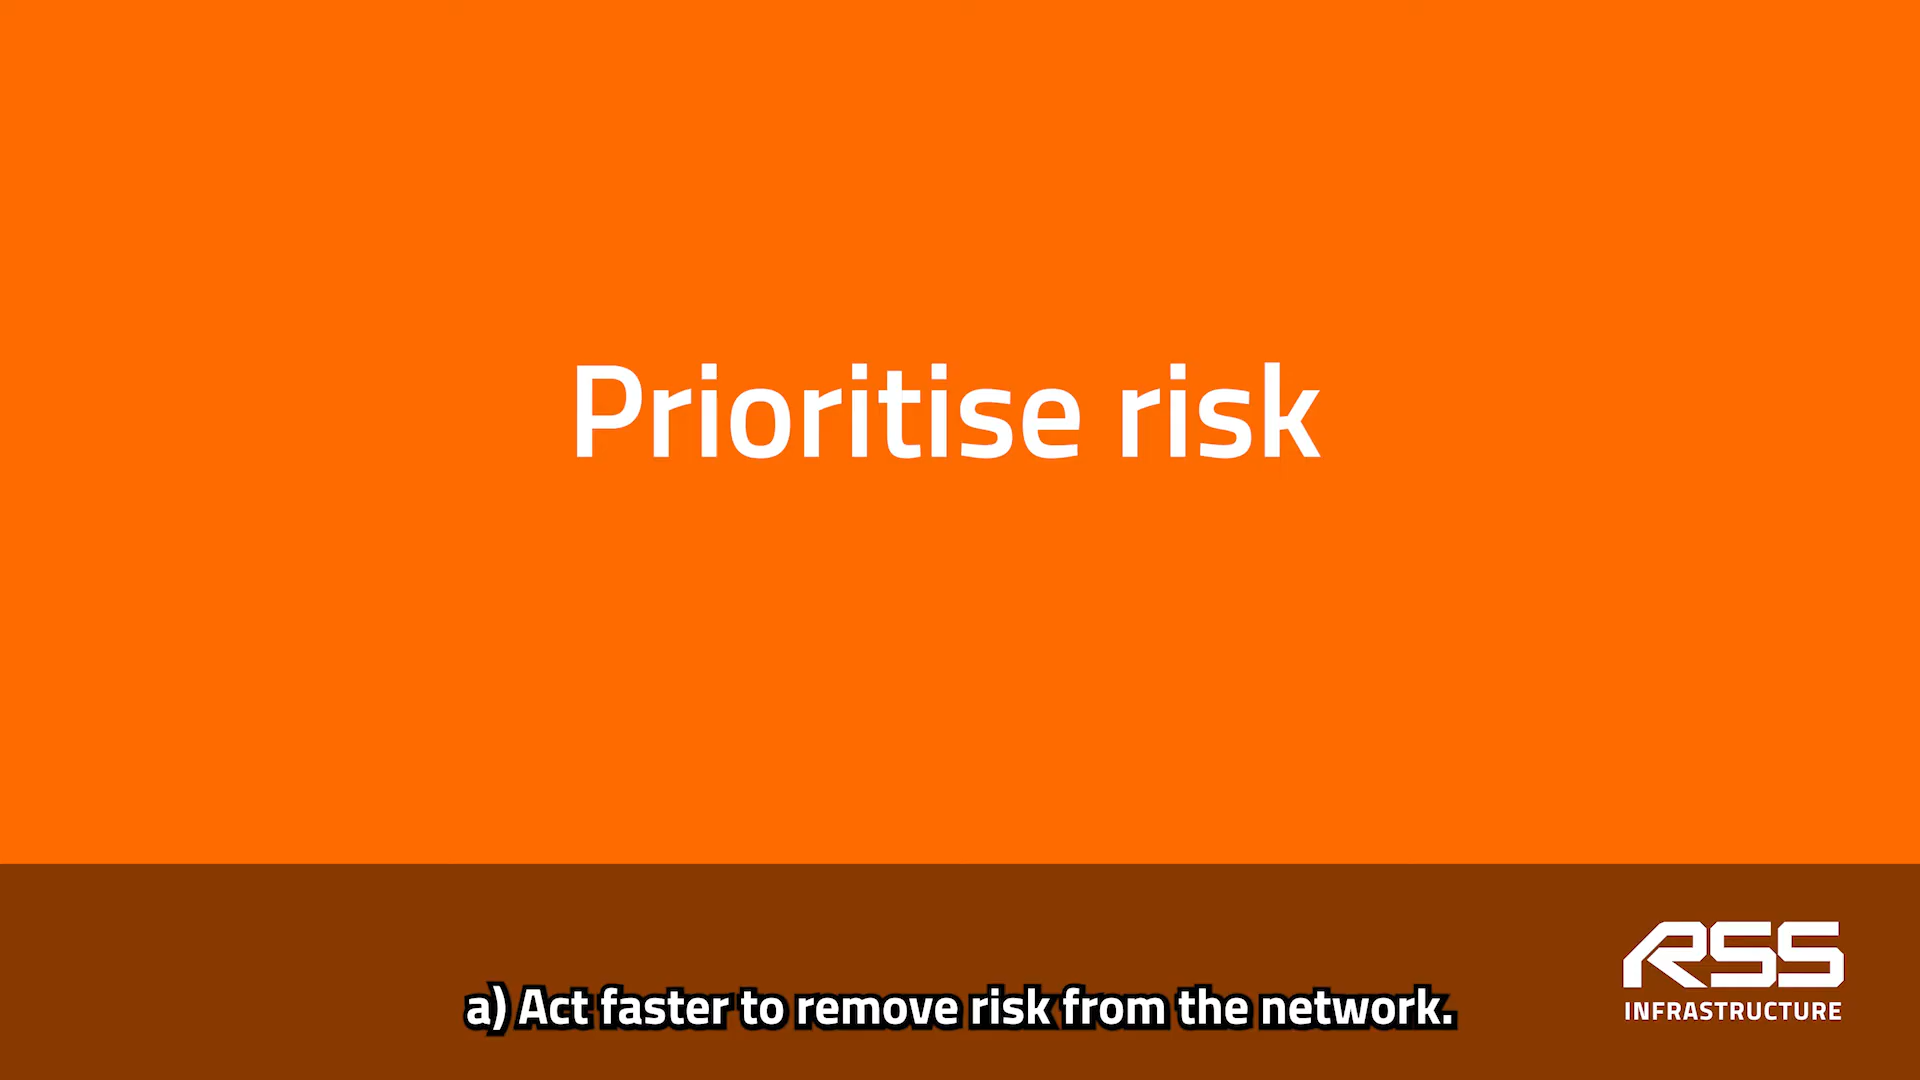 Prioritise risk
RSS
INFRASTRUCTURE
a) Act faster to remove risk from the network.